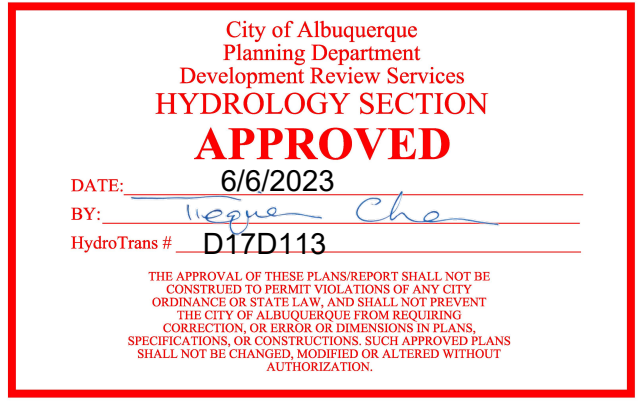 City of Albuquerque
Planning Department
Development Review Services
HYDROLOGY SECTION
APPROVED
DATE: 6/6/2023
BY:
HydroTrans # D17D113
THE APPROVAL OF THESE PLANS/REPORT SHALL NOT BE
CONSTRUED TO PERMIT VIOLATIONS OF ANY CITY
ORDINANCE OR STATE LAW, AND SHALL NOT PREVENT
THE CITY OF ALBUQUERQUE FROM REQUIRING
CORRECTION, OR ERROR OR DIMENSIONS IN PLANS,
SPECIFICATIONS, OR CONSTRUCTIONS. SUCH APPROVED PLANS
SHALL NOT BE CHANGED, MODIFIED OR ALTERED WITHOUT
AUTHORIZATION.